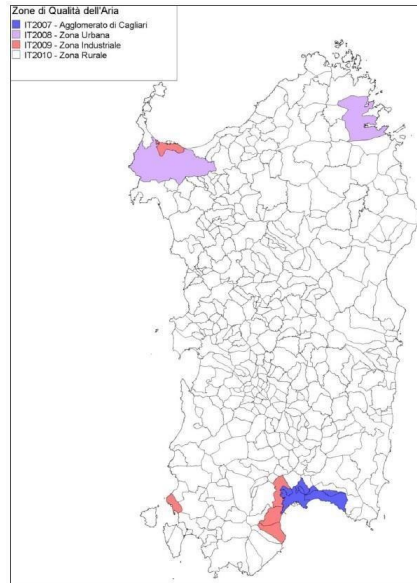 Zone di Qualità dell'Aria
IT2007 - Agglomerato di Cagliari
IT2008 - Zona Urbana
IT2009 - Zona Industriale
IT2010 - Zona Rurale